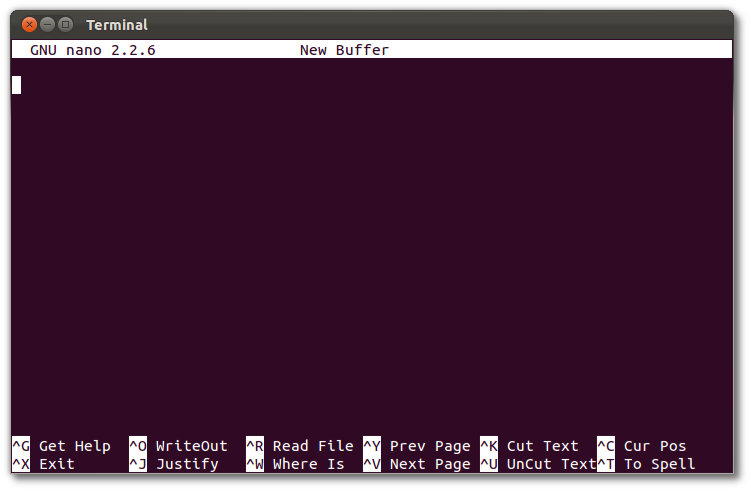 Terminal
GNU nano 2.2.6 New Buffer
^G Get Help ^O WriteOut ^R Read File ^Y Prev Page ^K Cut Text ^C Cur Pos
^X Exit ^J Justify ^W Where Is ^V Next Page ^U UnCut Text ^T To Spell